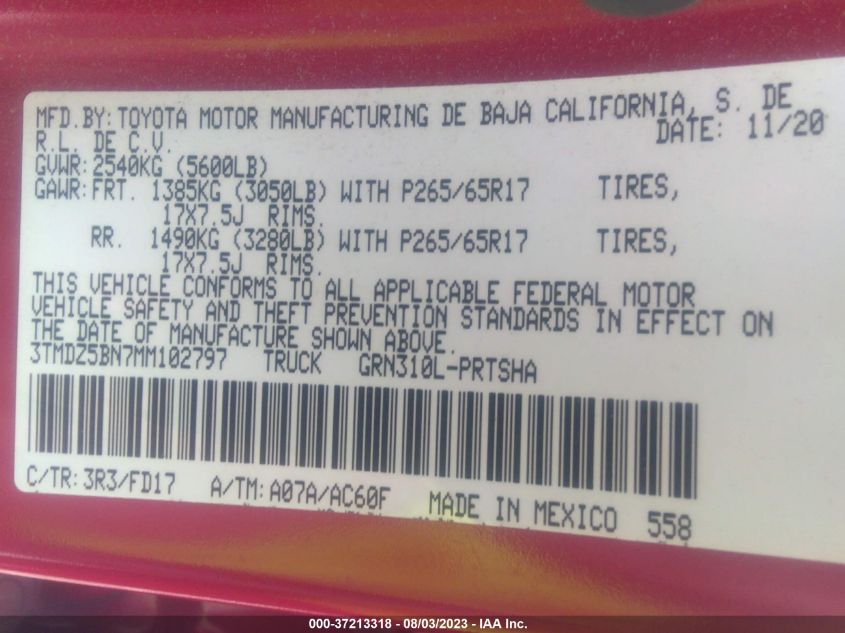 MFD.BY:TOYOTA MOTOR MANUFACTURING DE BAJA CALIFORNIA, S. DE
R.L. DE C.V. DATE: 11/20
GVWR:2540KG (5600LB)
GAWR:FRT. 1385KG (3050LB) WITH P265/65R17 TIRES,
17X7.5J RIMS.
RR. 1490KG (3280LB) WITH P265/65R17 TIRES,
17X7.5J RIMS.
THIS VEHICLE CONFORMS TO ALL APPLICABLE FEDERAL MOTOR
VEHICLE SAFETY AND THEFT PREVENTION STANDARDS IN EFFECT ON
THE DATE OF MANUFACTURE SHOWN ABOVE.
3TMDZ5BN7MM102797 TRUCK GRN310L-PRTSHA
C/TR:3R3/FD17 A/TM:A07A/AC60F MADE IN MEXICO 558
000-37213318 - 08/03/2023 - IAA Inc.